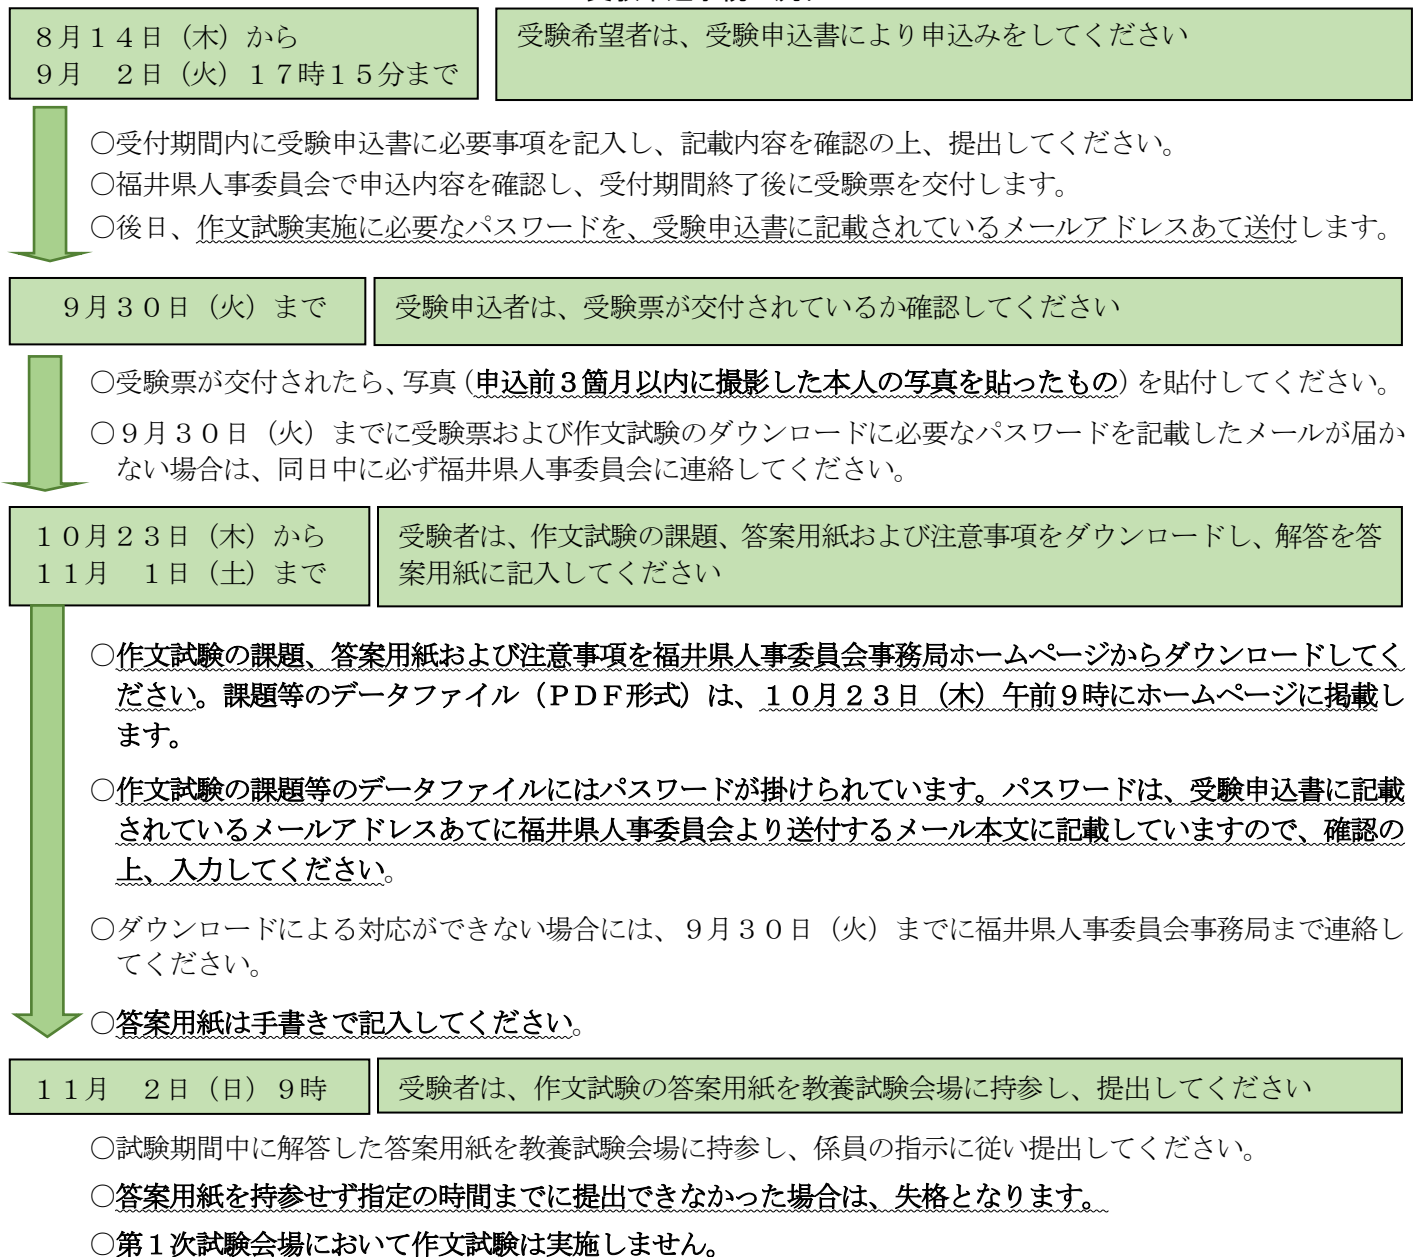 ８月１４日（木）から
９月　２日（火）１７時１５分まで
受験希望者は、受験申込書により申込みをしてください
○受付期間内に受験申込書に必要事項を記入し、記載内容を確認の上、提出してください。
○福井県人事委員会で申込内容を確認し、受付期間終了後に受験票を交付します。
○後日、作文試験実施に必要なパスワードを、受験申込書に記載されているメールアドレスあて送付します。
９月３０日（火）まで
受験申込者は、受験票が交付されているか確認してください
○受験票が交付されたら、写真（申込前３箇月以内に撮影した本人の写真を貼ったもの）を貼付してください。
○９月３０日（火）までに受験票および作文試験のダウンロードに必要なパスワードを記載したメールが届か
ない場合は、同日中に必ず福井県人事委員会に連絡してください。
１０月２３日（木）から
１１月　１日（土）まで
受験者は、作文試験の課題、答案用紙および注意事項をダウンロードし、解答を答
案用紙に記入してください
○作文試験の課題、答案用紙および注意事項を福井県人事委員会事務局ホームページからダウンロードしてく
ださい。課題等のデータファイル（ＰＤＦ形式）は、１０月２３日（木）午前９時にホームページに掲載し
ます。
○作文試験の課題等のデータファイルにはパスワードが掛けられています。パスワードは、受験申込書に記載
されているメールアドレスあてに福井県人事委員会より送付するメール本文に記載していますので、確認の
上、入力してください。
○ダウンロードによる対応ができない場合には、９月３０日（火）までに福井県人事委員会事務局まで連絡し
てください。
○答案用紙は手書きで記入してください。
１１月　２日（日）９時
受験者は、作文試験の答案用紙を教養試験会場に持参し、提出してください
○試験期間中に解答した答案用紙を教養試験会場に持参し、係員の指示に従い提出してください。
○答案用紙を持参せず指定の時間までに提出できなかった場合は、失格となります。
○第１次試験会場において作文試験は実施しません。